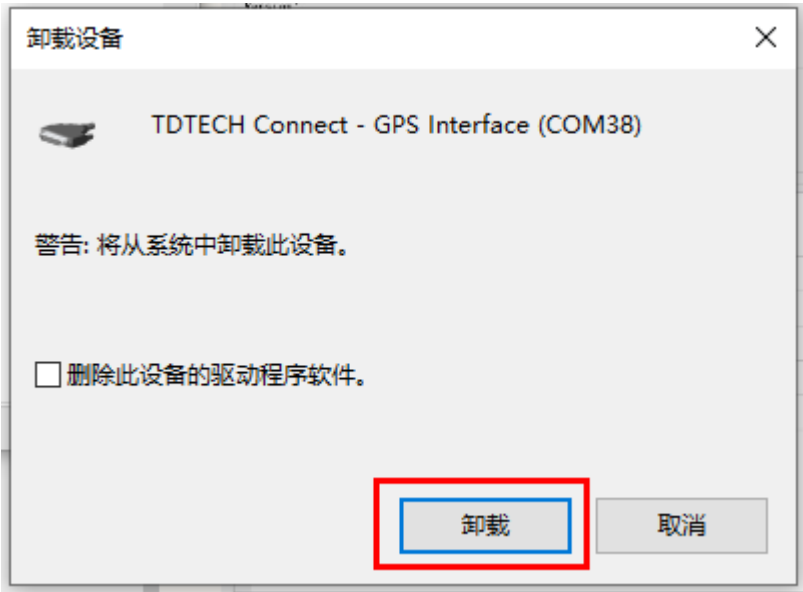 卸载设备
TDTECH Connect - GPS Interface (COM38)
警告: 将从系统中卸载此设备。
删除此设备的驱动程序软件。
卸载
取消